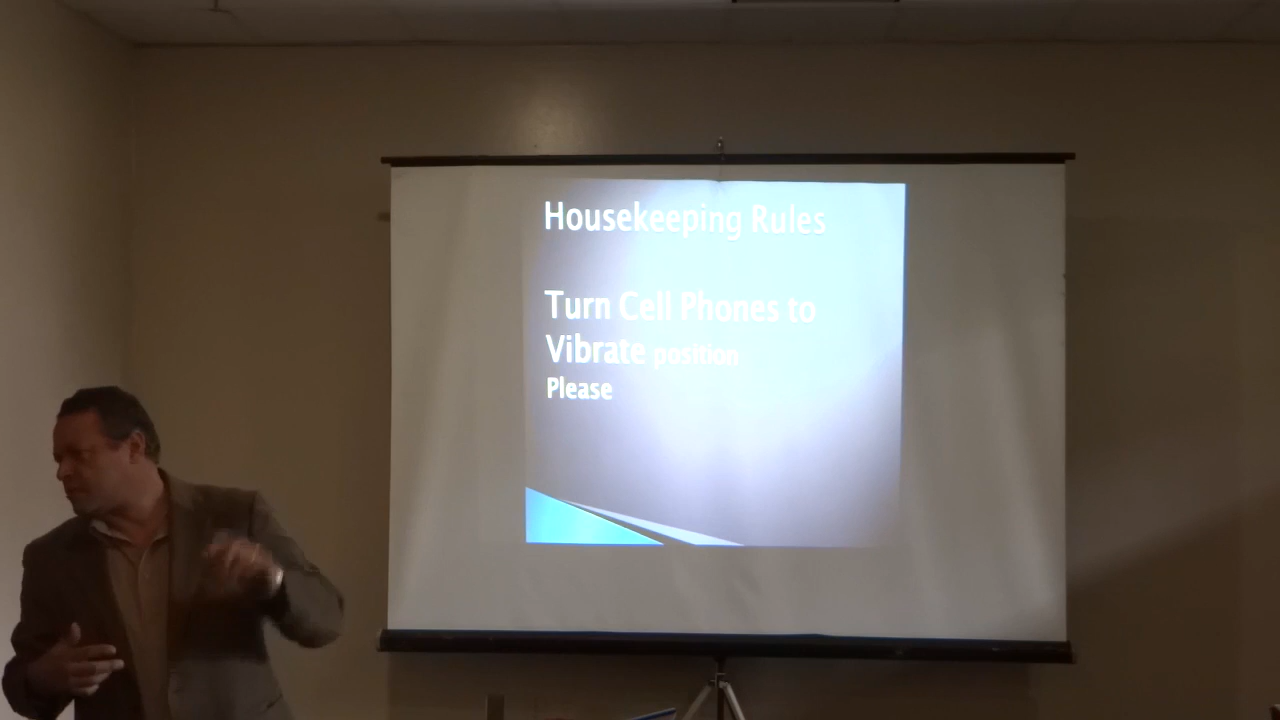 Housekeeping Rules
Turn Cell Phones to
Vibrate position
Please